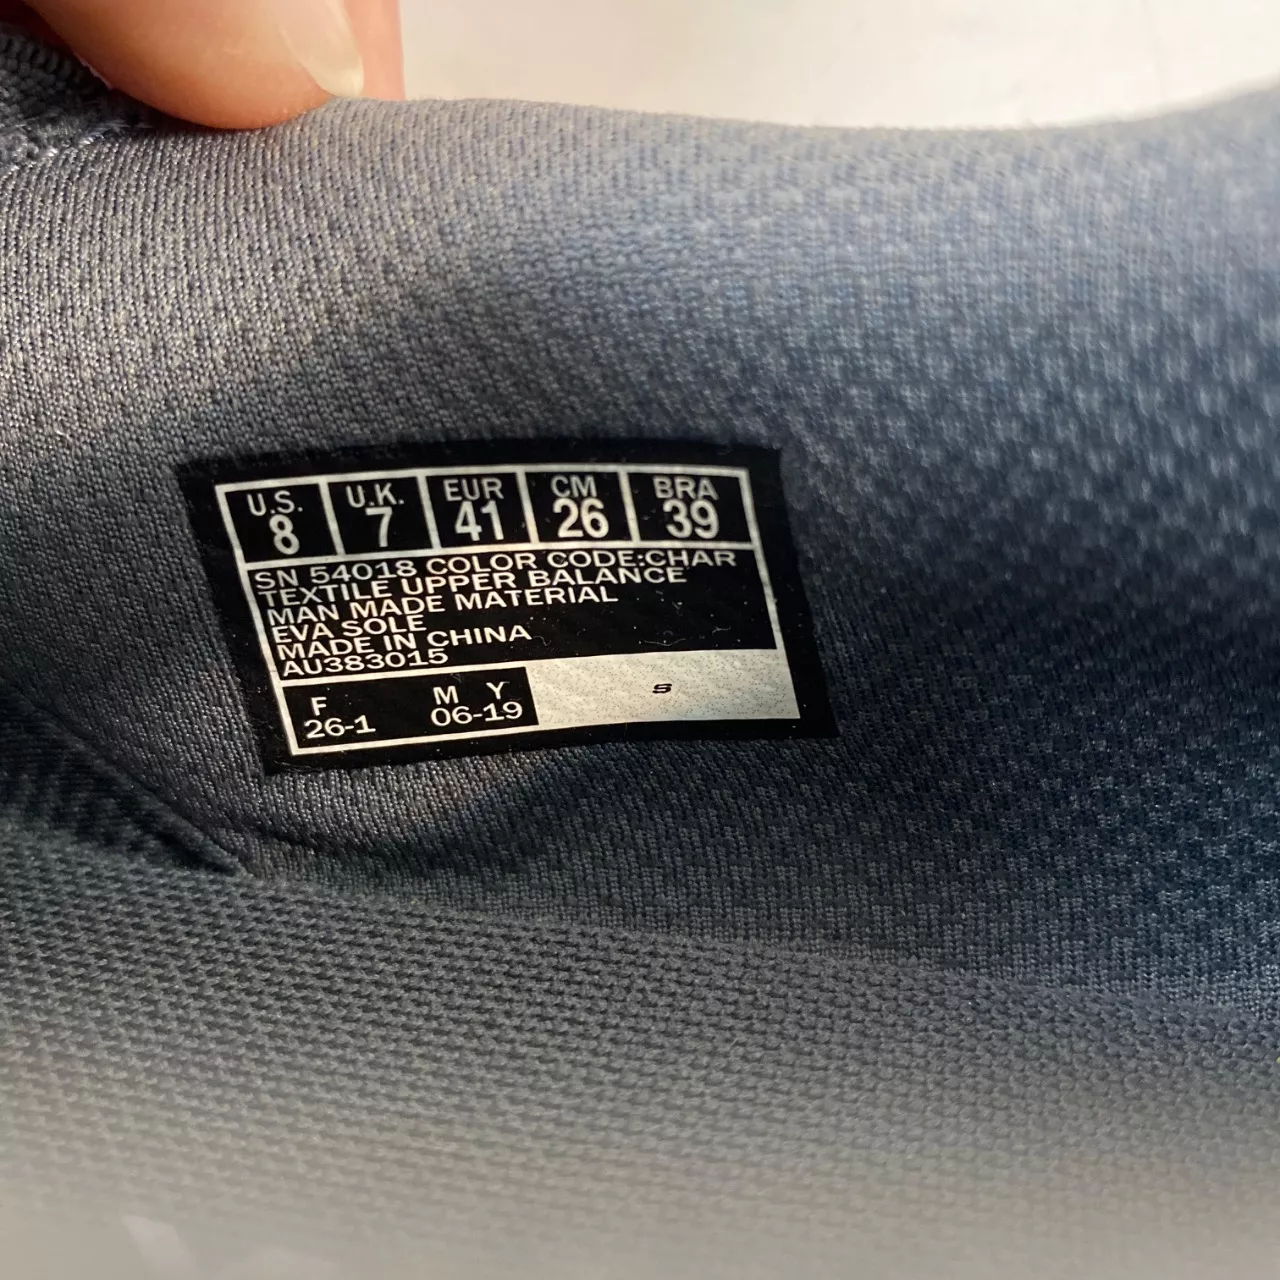 U.S. U.K. EUR CM BRA
8 7 41 26 39
SN 54018 COLOR CODE:CHAR
TEXTILE UPPER BALANCE
MAN MADE MATERIAL
EVA SOLE
MADE IN CHINA
AU383015
F M Y
26-1 06-19
S